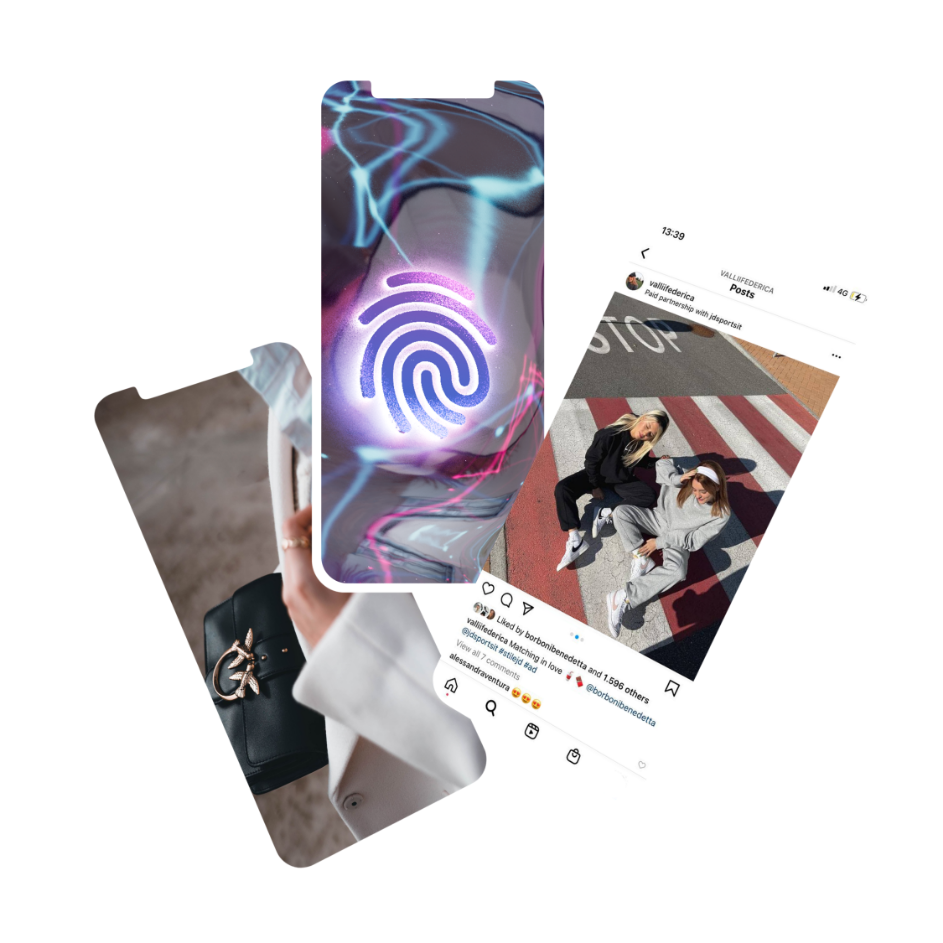 13:39
4G
VALLIIFEDERICA
Posts
valliifederica
Paid partnership with jdsportsit
STOP
Liked by borbonibenedetta and 1.596 others
valliifederica Matching in love @borbonibenedetta
@jdsportsit #stilejd #ad
View all 7 comments
alessandraventura 😍😍😍